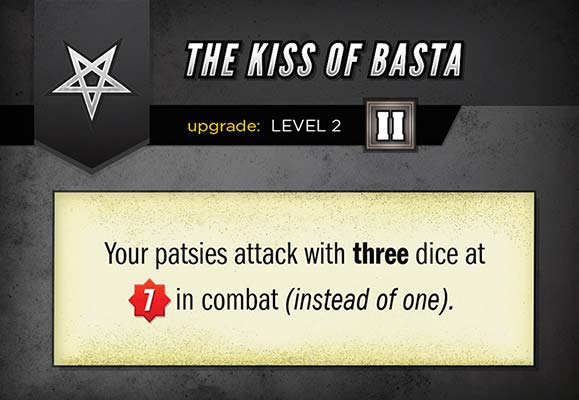 THE KISS OF BASTA
upgrade: LEVEL 2 II
Your patsies attack with three dice at
7 in combat (instead of one).